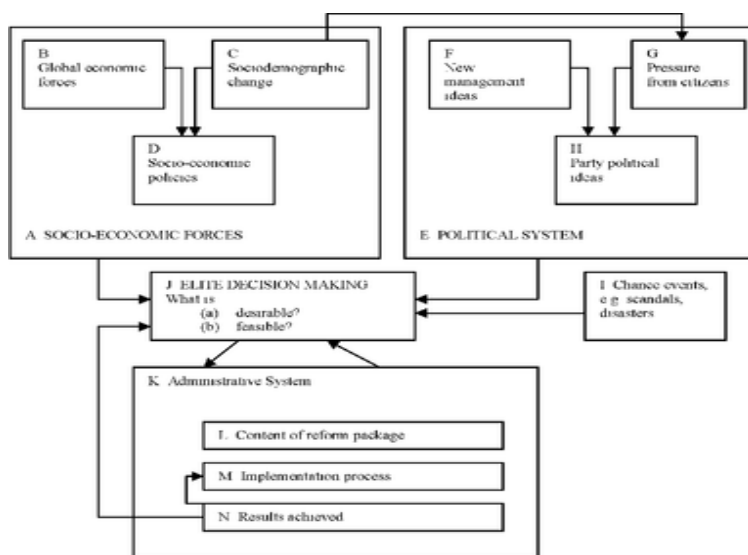 B
Global economic
forces
C
Sociodemographic
change
D
Socio-economic
policies
A SOCIO-ECONOMIC FORCES
F
New
management
ideas
G
Pressure
from citizens
H
Party political
ideas
E POLITICAL SYSTEM
J ELITE DECISION MAKING
What is
(a) desirable?
(b) feasible?
I Chance events,
e g scandals,
disasters
K Administrative System
L Content of reform package
M Implementation process
N Results achieved